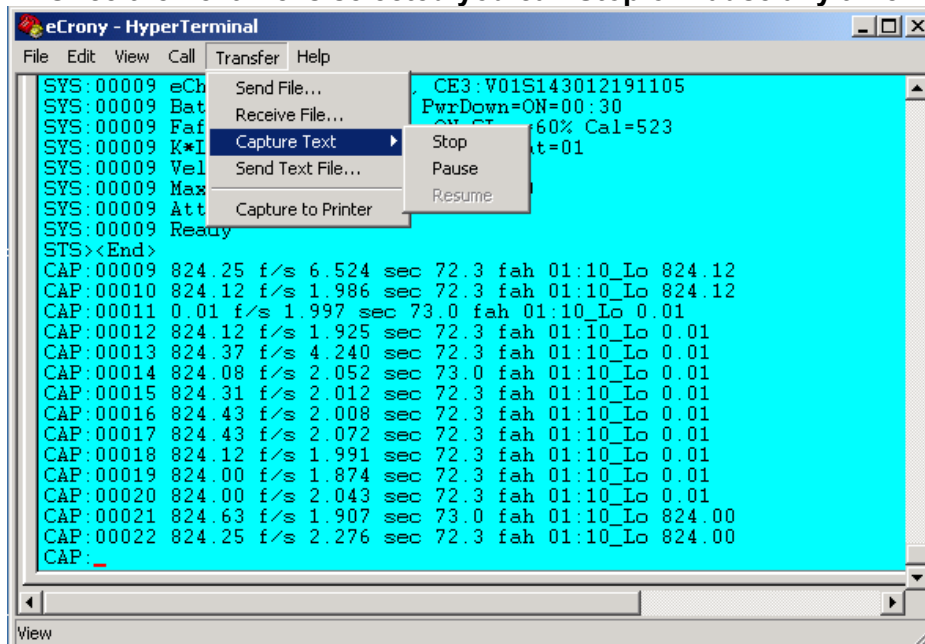 eCrony - HyperTerminal
File Edit View Call Transfer Help
SYS:00009 eCh , CE3:V01S143012191105
SYS:00009 Bat PwrDown=ON=00:30
SYS:00009 Faf =60% Cal=523
SYS:00009 K*I t=01
SYS:00009 Vel
SYS:00009 Max
SYS:00009 Att
SYS:00009 Ready
STS><End>
CAP:00009 824.25 f/s 6.524 sec 72.3 fah 01:10_Lo 824.12
CAP:00010 824.12 f/s 1.986 sec 72.3 fah 01:10_Lo 824.12
CAP:00011 0.01 f/s 1.997 sec 73.0 fah 01:10_Lo 0.01
CAP:00012 824.12 f/s 1.925 sec 72.3 fah 01:10_Lo 0.01
CAP:00013 824.37 f/s 4.240 sec 72.3 fah 01:10_Lo 0.01
CAP:00014 824.08 f/s 2.052 sec 73.0 fah 01:10_Lo 0.01
CAP:00015 824.31 f/s 2.012 sec 72.3 fah 01:10_Lo 0.01
CAP:00016 824.43 f/s 2.008 sec 72.3 fah 01:10_Lo 0.01
CAP:00017 824.43 f/s 2.072 sec 72.3 fah 01:10_Lo 0.01
CAP:00018 824.12 f/s 1.991 sec 72.3 fah 01:10_Lo 0.01
CAP:00019 824.00 f/s 1.874 sec 72.3 fah 01:10_Lo 0.01
CAP:00020 824.00 f/s 2.043 sec 72.3 fah 01:10_Lo 0.01
CAP:00021 824.63 f/s 1.907 sec 73.0 fah 01:10_Lo 824.00
CAP:00022 824.25 f/s 2.276 sec 72.3 fah 01:10_Lo 824.00
CAP:_
Send File...
Receive File...
Capture Text
Send Text File...
Capture to Printer
Stop
Pause
Resume
View